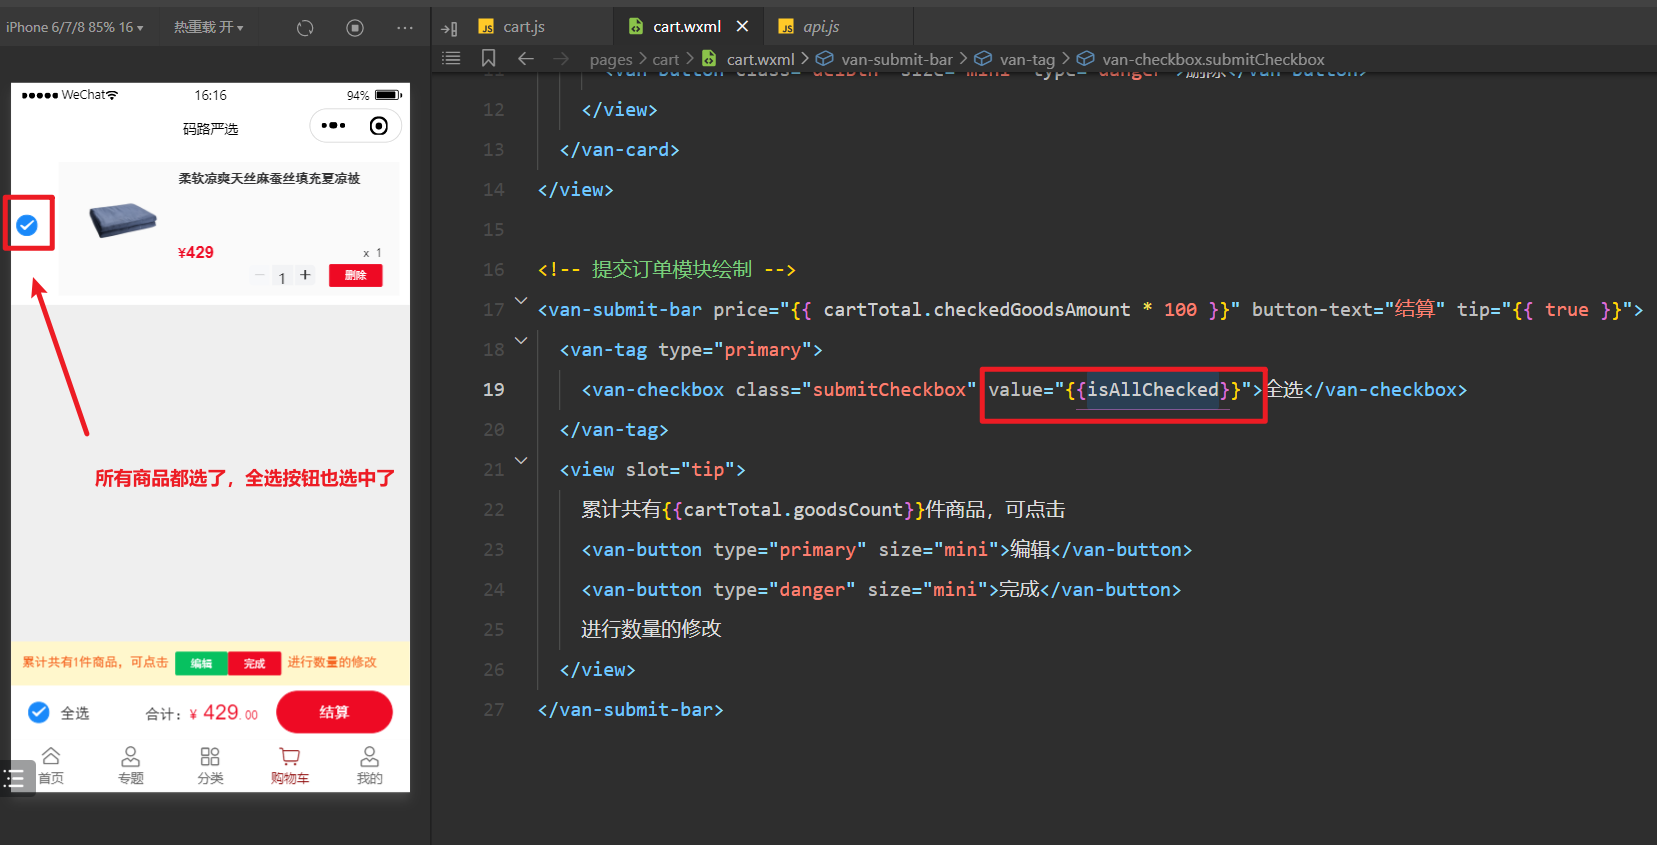 iPhone 6/7/8 85% 16
热重载 开
cart.js
cart.wxml
api.js
pages > cart > cart.wxml > van-submit-bar > van-tag > van-checkbox.submitCheckbox
WeChat
16:16
94%
码路严选
柔软凉爽天丝麻蚕丝填充夏凉被
¥429
x 1
− 1 +
删除
所有商品都选了，全选按钮也选中了
累计共有1件商品，可点击
编辑
完成
进行数量的修改
全选
合计：¥ 429.00
结算
首页
专题
分类
购物车
我的
12 </view>
13 </van-card>
14 </view>
15
16 <!-- 提交订单模块绘制 -->
17 <van-submit-bar price="{{ cartTotal.checkedGoodsAmount * 100 }}" button-text="结算" tip="{{ true }}">
18 <van-tag type="primary">
19 <van-checkbox class="submitCheckbox" value="{{isAllChecked}}">全选</van-checkbox>
20 </van-tag>
21 <view slot="tip">
22 累计共有{{cartTotal.goodsCount}}件商品，可点击
23 <van-button type="primary" size="mini">编辑</van-button>
24 <van-button type="danger" size="mini">完成</van-button>
25 进行数量的修改
26 </view>
27 </van-submit-bar>